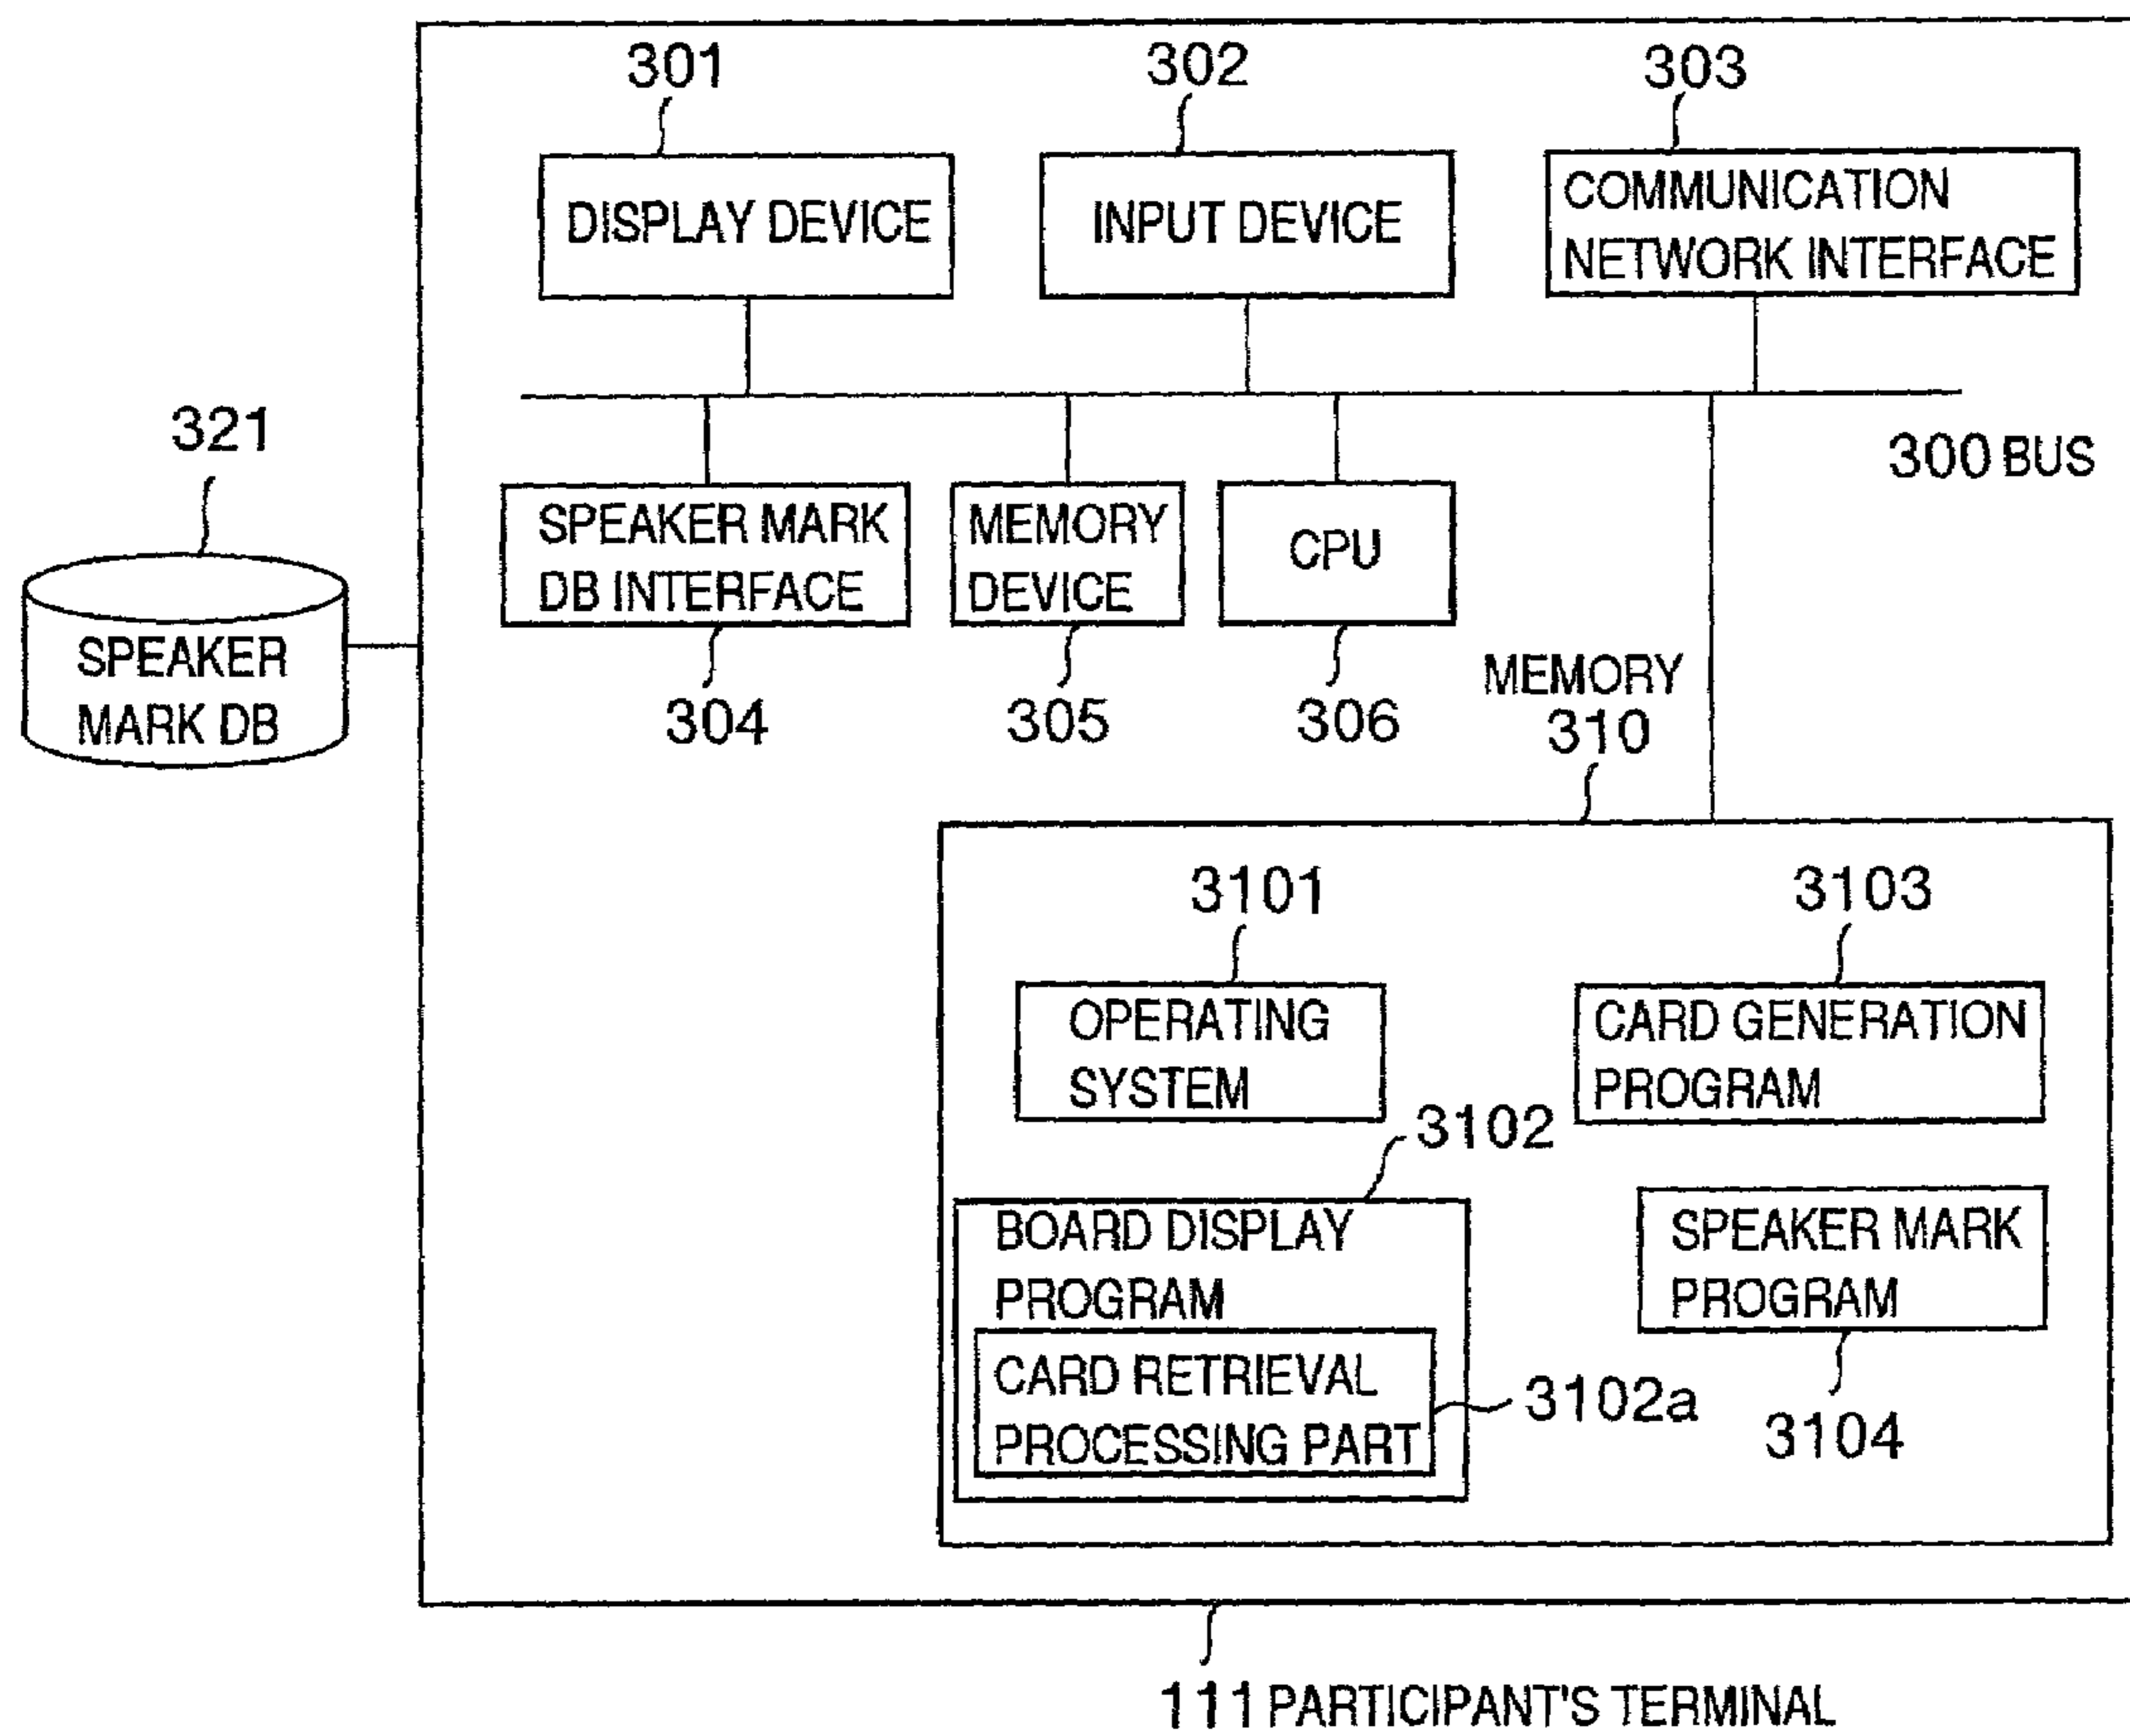 301
302
303
DISPLAY DEVICE
INPUT DEVICE
COMMUNICATION
NETWORK INTERFACE
321
300 BUS
SPEAKER MARK
DB INTERFACE
MEMORY
DEVICE
CPU
SPEAKER
MARK DB
304
305
306
MEMORY
310
3101
3103
OPERATING
SYSTEM
CARD GENERATION
PROGRAM
3102
BOARD DISPLAY
PROGRAM
SPEAKER MARK
PROGRAM
CARD RETRIEVAL
PROCESSING PART
3102a
3104
111 PARTICIPANT'S TERMINAL